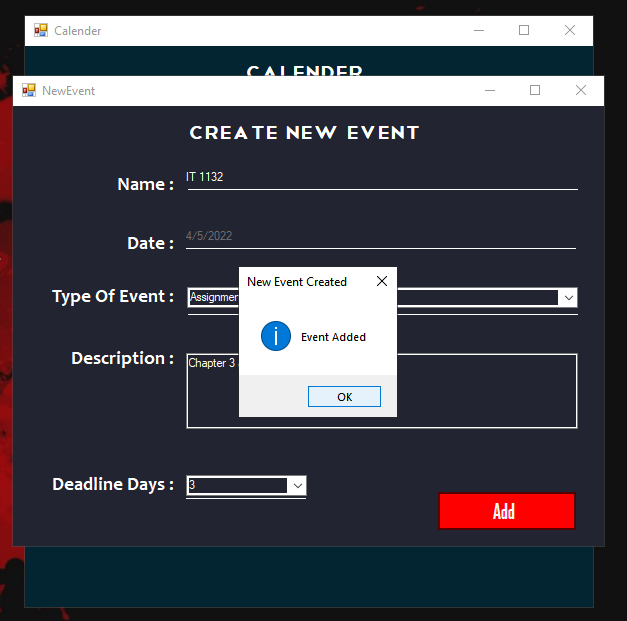 Calender
CALENDER
NewEvent
CREATE NEW EVENT
Name :
IT 1132
Date :
4/5/2022
Type Of Event :
New Event Created
Event Added
OK
Description :
Chapter 3
Deadline Days :
3
Add